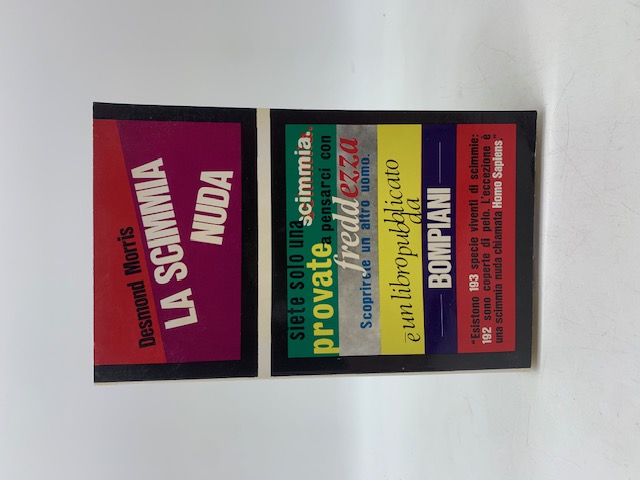 Desmond Morris
LA SCIMMIA
NUDA
siete solo una scimmia.
provate a pensarci con
freddezza
Scoprirete un altro uomo.
è un libro pubblicato
da
BOMPIANI
"Esistono 193 specie viventi di scimmie:
192 sono coperte di pelo. L'eccezione è
una scimmia nuda chiamata Homo Sapiens"